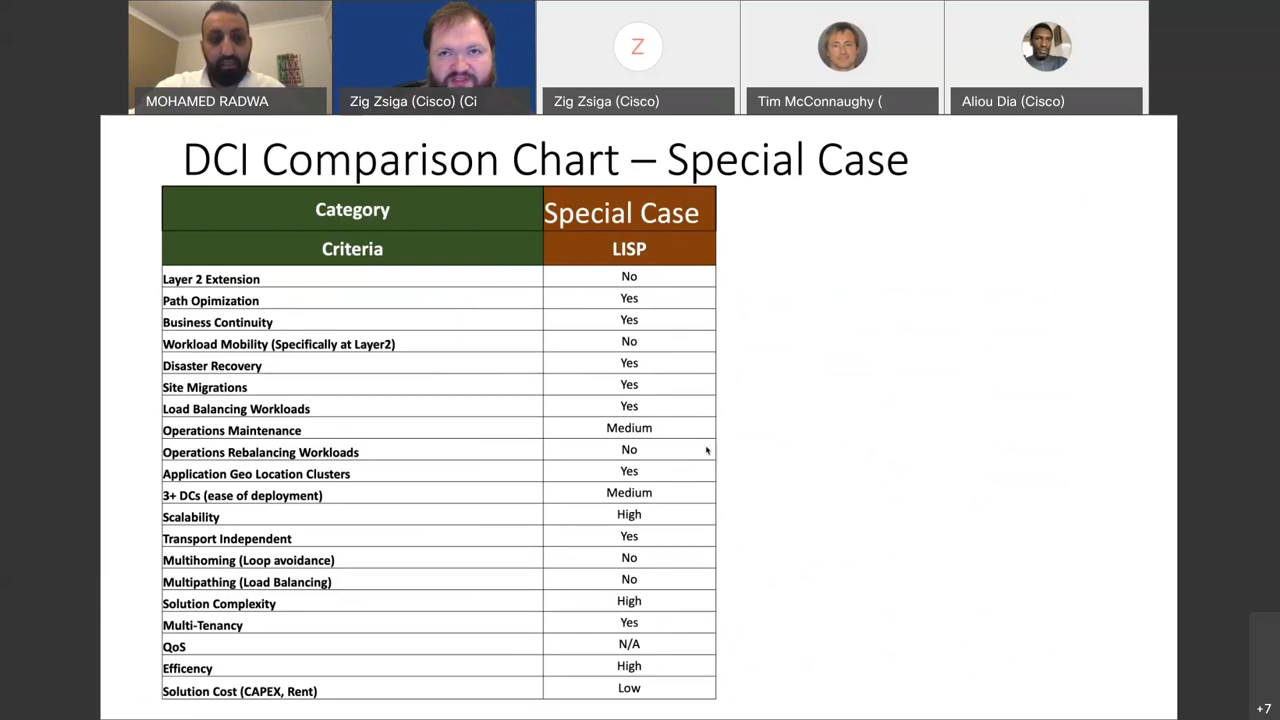 Z
MOHAMED RADWA
Zig Zsiga (Cisco) (Ci
Zig Zsiga (Cisco)
Tim McConnaughy (
Aliou Dia (Cisco)
DCI Comparison Chart – Special Case
Category Special Case
Criteria LISP
Layer 2 Extension No
Path Opimization Yes
Business Continuity Yes
Workload Mobility (Specifically at Layer2) No
Disaster Recovery Yes
Site Migrations Yes
Load Balancing Workloads Yes
Operations Maintenance Medium
Operations Rebalancing Workloads No
Application Geo Location Clusters Yes
3+ DCs (ease of deployment) Medium
Scalability High
Transport Independent Yes
Multihoming (Loop avoidance) No
Multipathing (Load Balancing) No
Solution Complexity High
Multi-Tenancy Yes
QoS N/A
Efficency High
Solution Cost (CAPEX, Rent) Low
+7